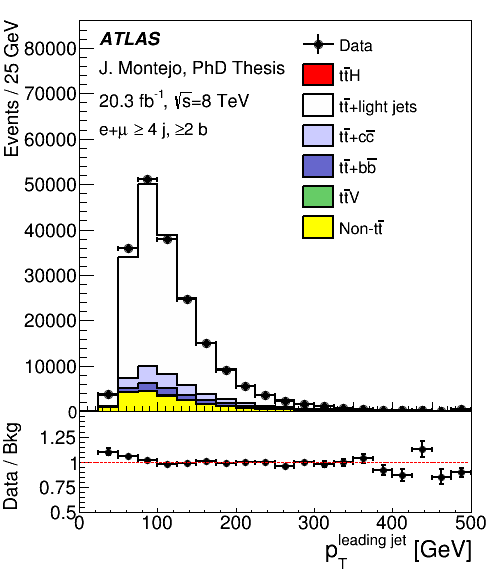 Events / 25 GeV
80000
70000
60000
50000
40000
30000
20000
10000
0
ATLAS
J. Montejo, PhD Thesis
20.3 fb⁻¹, √s=8 TeV
e+μ ≥ 4 j, ≥2 b
Data
tt̅H
tt̅+light jets
tt̅+cc̅
tt̅+bb̅
tt̅V
Non-tt̅
Data / Bkg
1.25
1
0.75
0.5
0 100 200 300 400 500
p_T^leading jet [GeV]